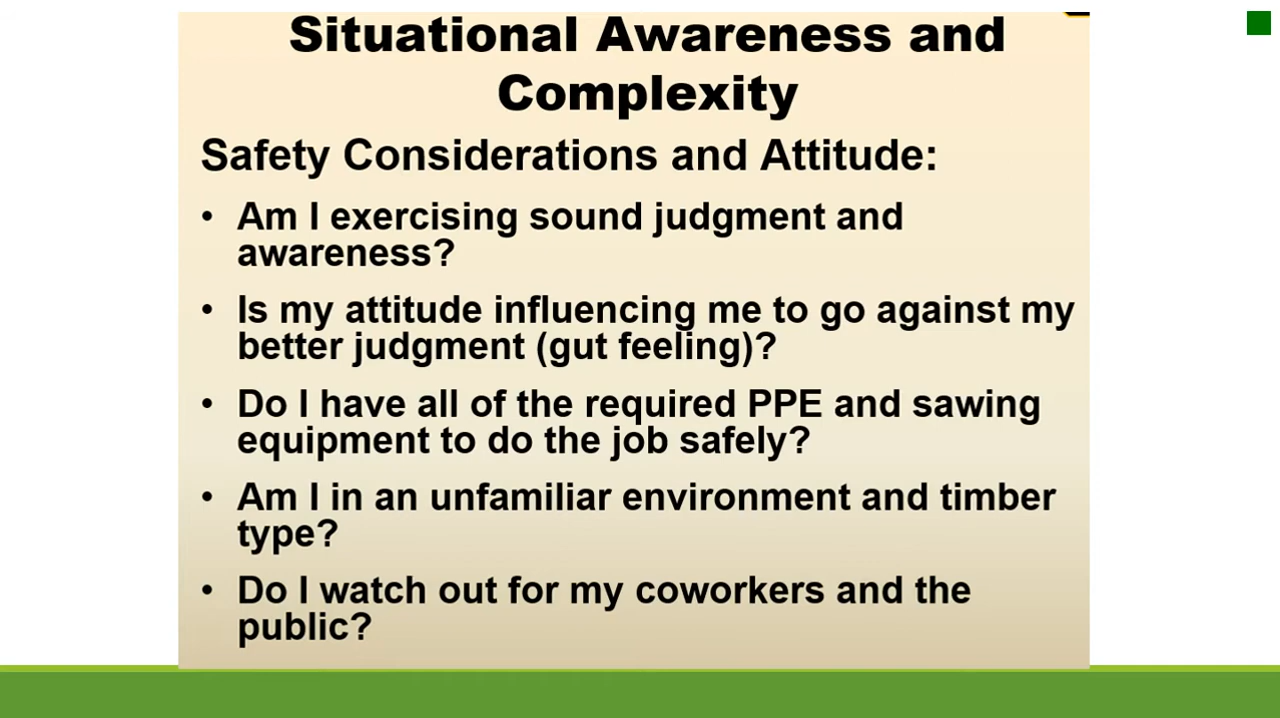 Situational Awareness and
Complexity
Safety Considerations and Attitude:
• Am I exercising sound judgment and
awareness?
• Is my attitude influencing me to go against my
better judgment (gut feeling)?
• Do I have all of the required PPE and sawing
equipment to do the job safely?
• Am I in an unfamiliar environment and timber
type?
• Do I watch out for my coworkers and the
public?